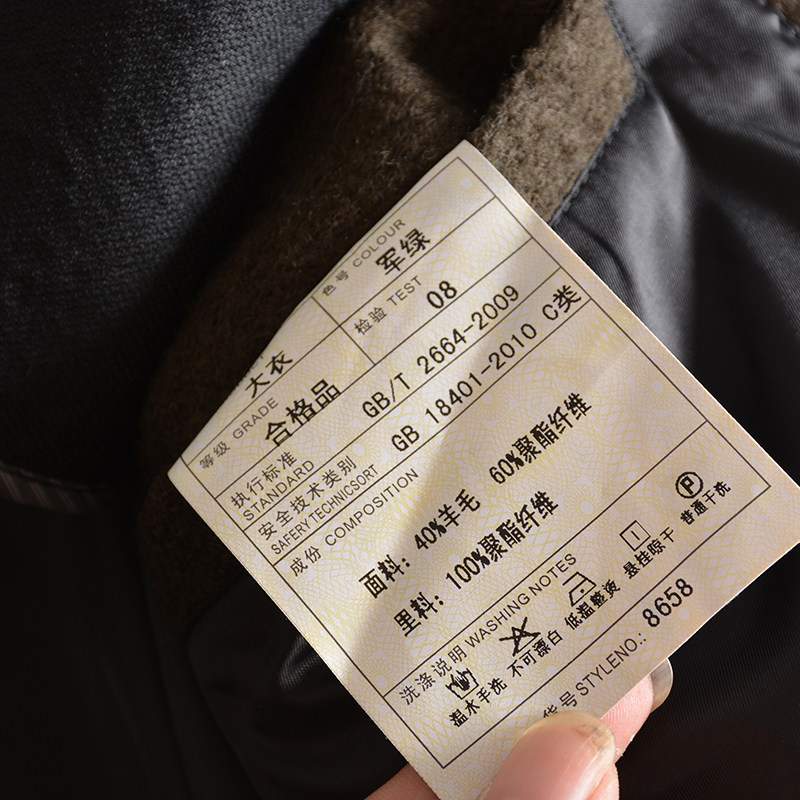 色号 COLOUR
军绿
大衣
检验 TEST
08
等级 GRADE
合格品
执行标准
STANDARD
GB/T 2664-2009
安全技术类别
SAFERY TECHNICSORT
GB 18401-2010 C类
成份 COMPOSITION
面料: 40%羊毛 60%聚酯纤维
里料: 100%聚酯纤维
洗涤说明 WASHING NOTES
P
温水干洗 不可漂白 低温整烫 悬挂晾干 普通干洗
货号 STYLENO.: 8658